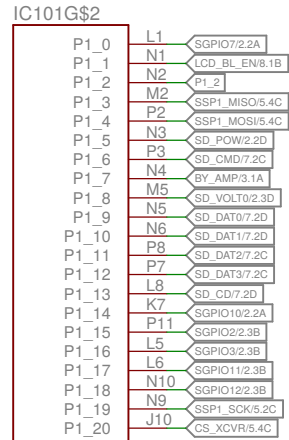 IC101G$2
P1_0 L1 SGPIO7/2.2A
P1_1 N1 LCD_BL_EN/8.1B
P1_2 N2 P1_2
P1_3 M2 SSP1_MISO/5.4C
P1_4 P2 SSP1_MOSI/5.4C
P1_5 N3 SD_POW/2.2D
P1_6 P3 SD_CMD/7.2C
P1_7 N4 BY_AMP/3.1A
P1_8 M5 SD_VOLT0/2.3D
P1_9 N5 SD_DAT0/7.2D
P1_10 N6 SD_DAT1/7.2D
P1_11 P8 SD_DAT2/7.2C
P1_12 P7 SD_DAT3/7.2C
P1_13 L8 SD_CD/7.2D
P1_14 K7 SGPIO10/2.2A
P1_15 P11 SGPIO2/2.3B
P1_16 L5 SGPIO3/2.3B
P1_17 L6 SGPIO11/2.3B
P1_18 N10 SGPIO12/2.3B
P1_19 N9 SSP1_SCK/5.2C
P1_20 J10 CS_XCVR/5.4C